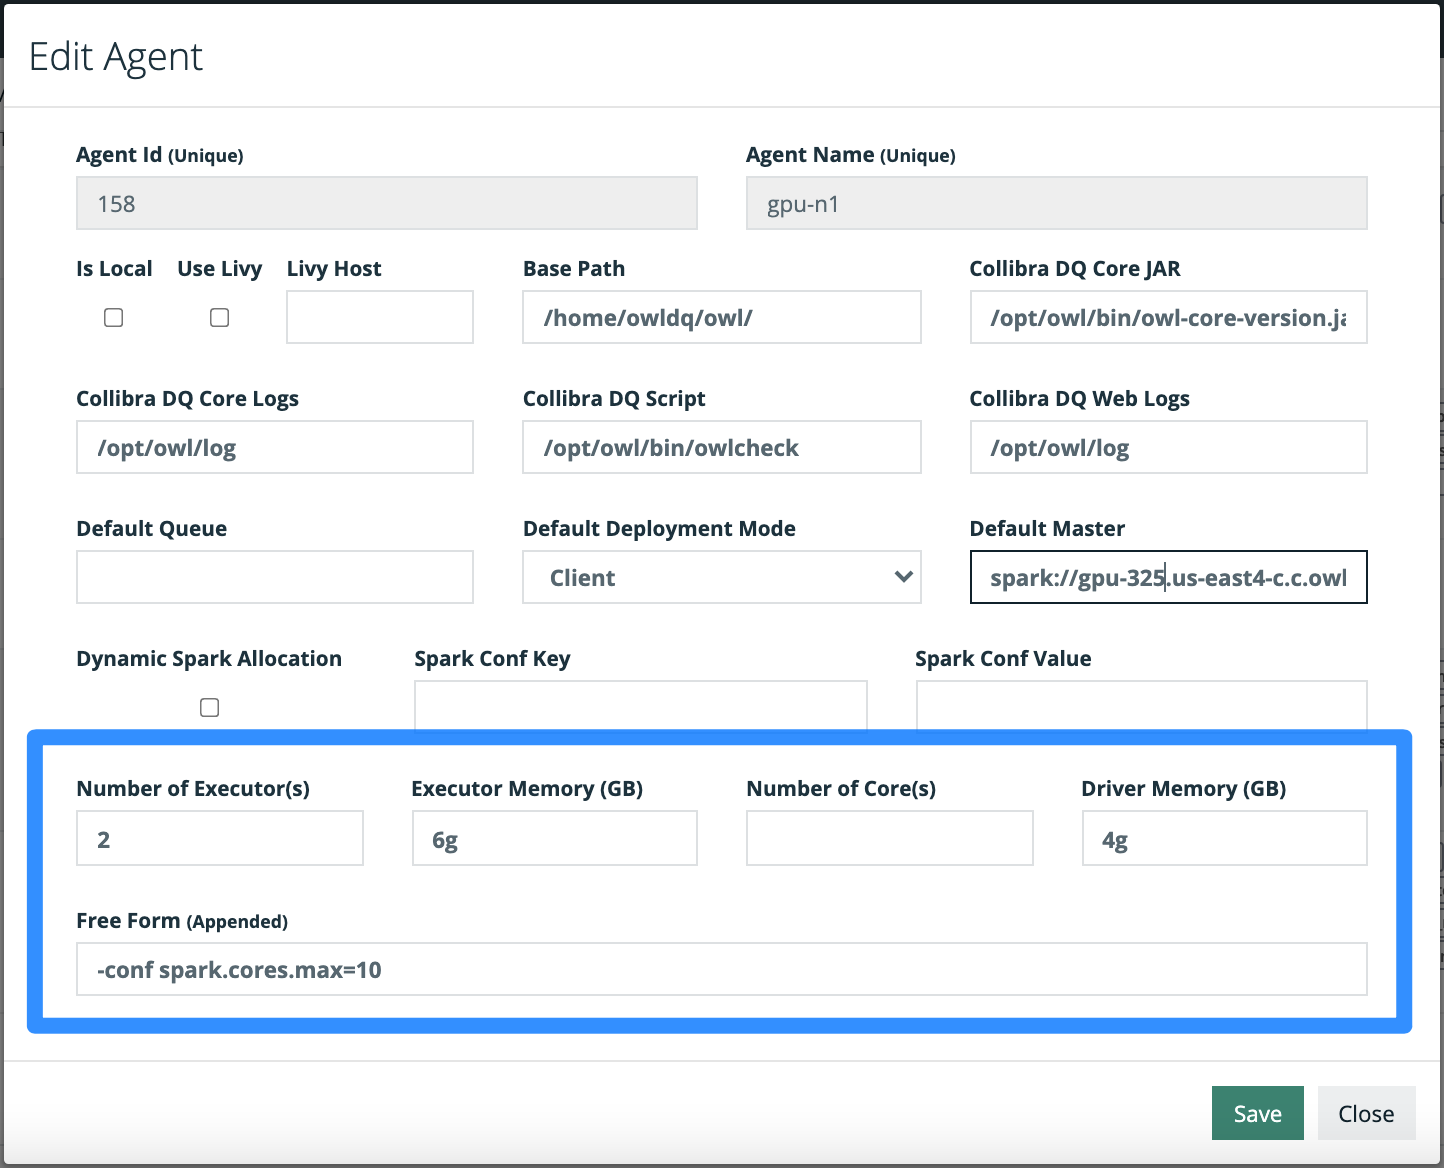 Edit Agent
Agent Id (Unique) Agent Name (Unique)
158 gpu-n1
Is Local Use Livy Livy Host Base Path Collibra DQ Core JAR
/home/owldq/owl/ /opt/owl/bin/owl-core-version.ja
Collibra DQ Core Logs Collibra DQ Script Collibra DQ Web Logs
/opt/owl/log /opt/owl/bin/owlcheck /opt/owl/log
Default Queue Default Deployment Mode Default Master
Client spark://gpu-325.us-east4-c.c.owl
Dynamic Spark Allocation Spark Conf Key Spark Conf Value
Number of Executor(s) Executor Memory (GB) Number of Core(s) Driver Memory (GB)
2 6g 4g
Free Form (Appended)
-conf spark.cores.max=10
Save Close